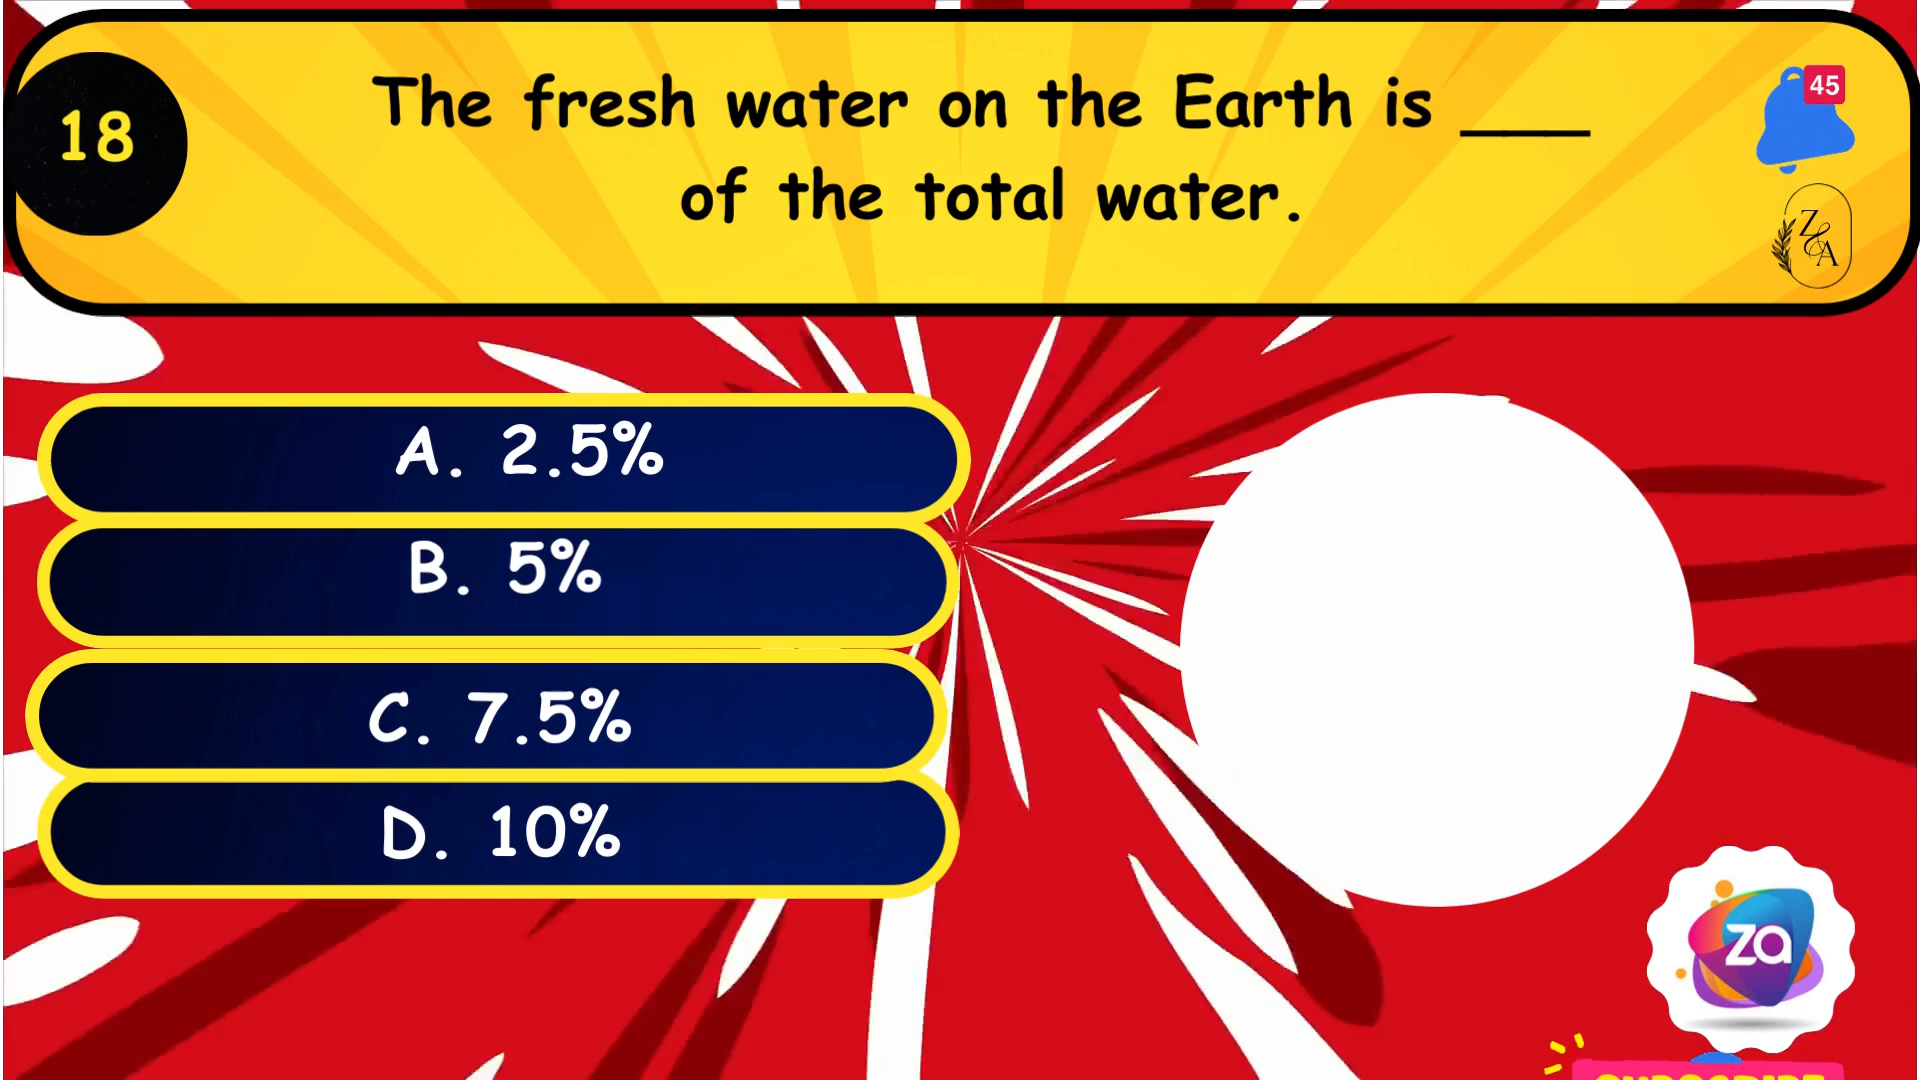 18
The fresh water on the Earth is ____
of the total water.
45
Z&A
A. 2.5%
B. 5%
C. 7.5%
D. 10%
za
SUBSCRIBE